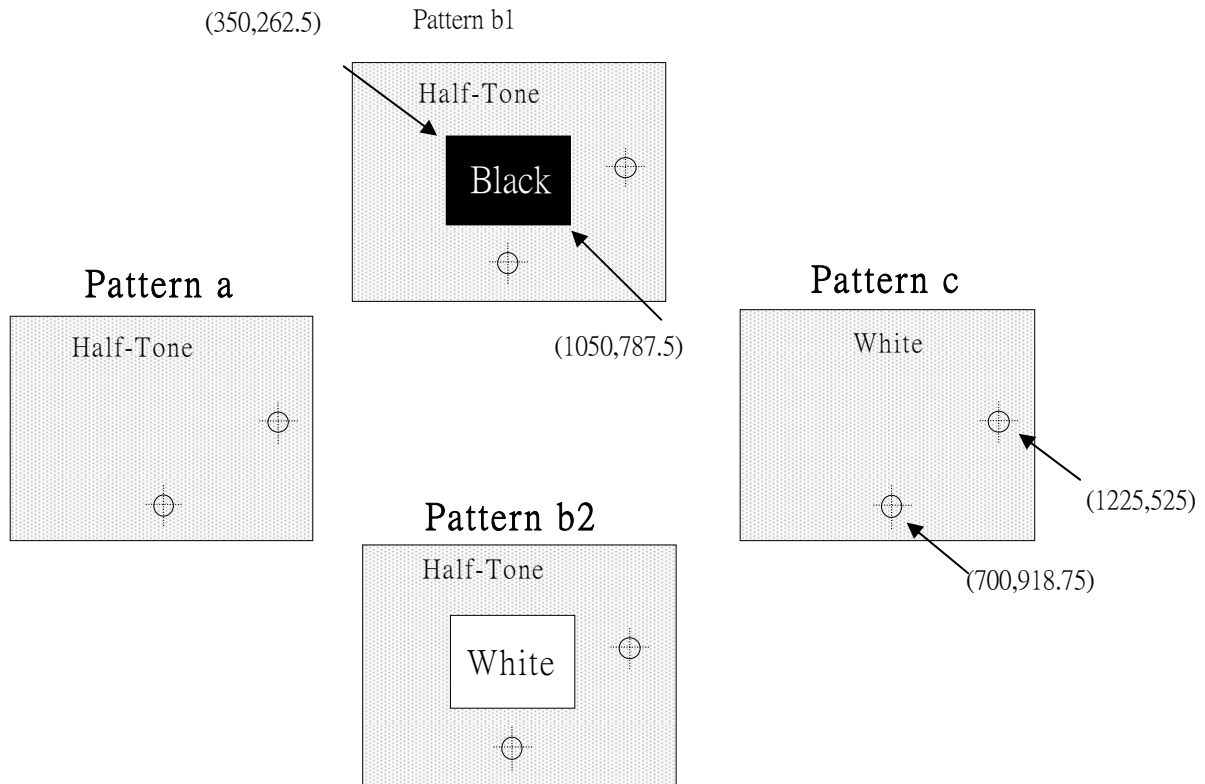 (350,262.5)
Pattern b1
Half-Tone
Black
(1050,787.5)
Pattern a
Half-Tone
Pattern c
White
(1225,525)
(700,918.75)
Pattern b2
Half-Tone
White